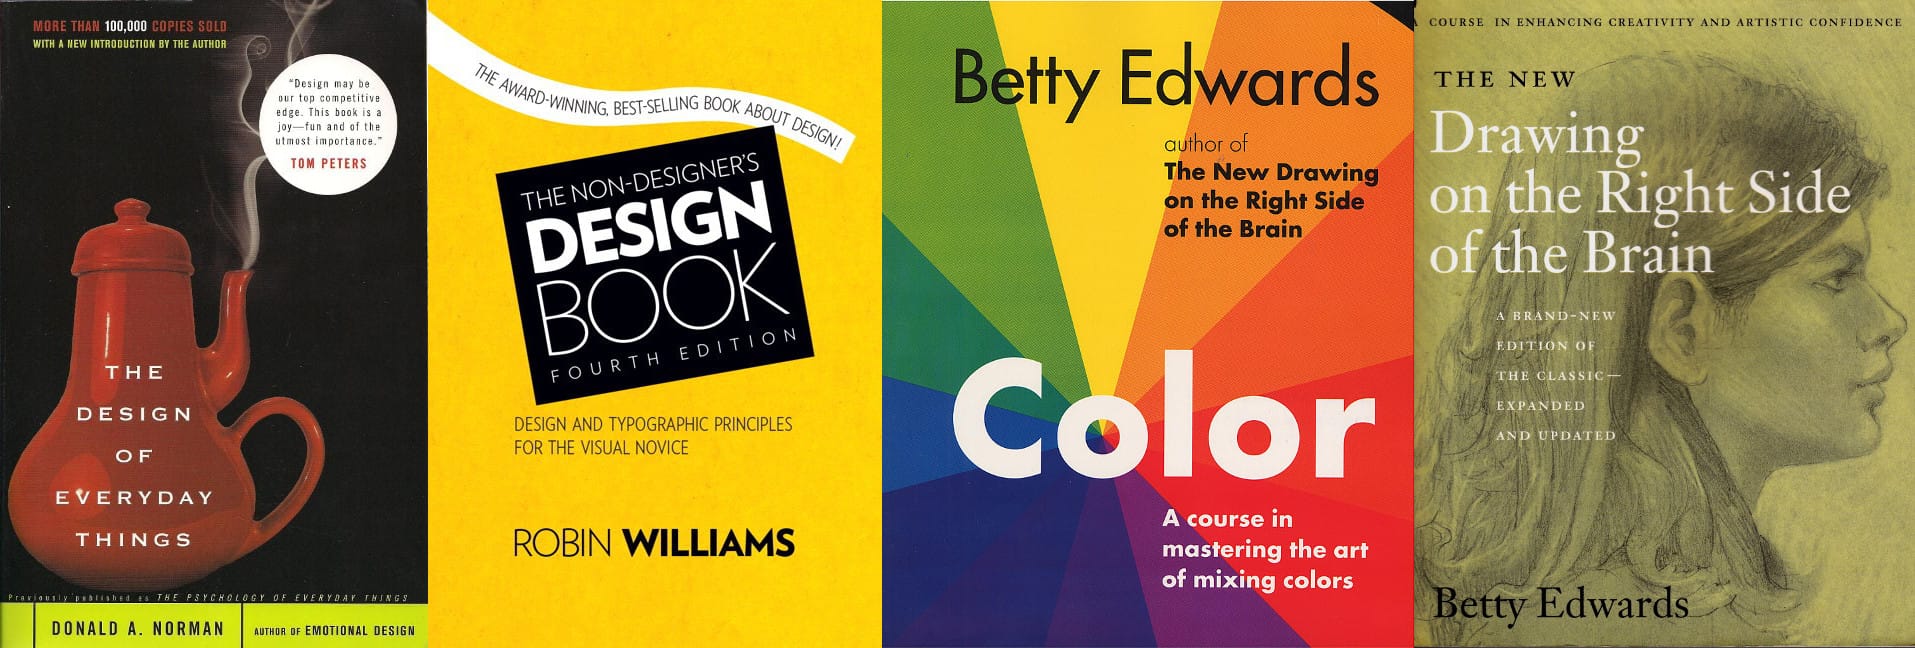 MORE THAN 100,000 COPIES SOLD
WITH A NEW INTRODUCTION BY THE AUTHOR
“Design may be
our top competitive
edge. This book is a
joy—fun and of the
utmost importance.”
TOM PETERS
THE
DESIGN
OF
EVERYDAY
THINGS
Previously published as THE PSYCHOLOGY OF EVERYDAY THINGS
DONALD A. NORMAN
AUTHOR OF EMOTIONAL DESIGN
THE AWARD-WINNING, BEST-SELLING BOOK ABOUT DESIGN!
THE NON-DESIGNER’S
DESIGN
BOOK
FOURTH EDITION
DESIGN AND TYPOGRAPHIC PRINCIPLES
FOR THE VISUAL NOVICE
ROBIN WILLIAMS
Betty Edwards
author of
The New Drawing
on the Right Side
of the Brain
Color
A course in
mastering the art
of mixing colors
A COURSE IN ENHANCING CREATIVITY AND ARTISTIC CONFIDENCE
THE NEW
Drawing
on the Right Side
of the Brain
A BRAND-NEW
EDITION OF
THE CLASSIC—
EXPANDED
AND UPDATED
Betty Edwards